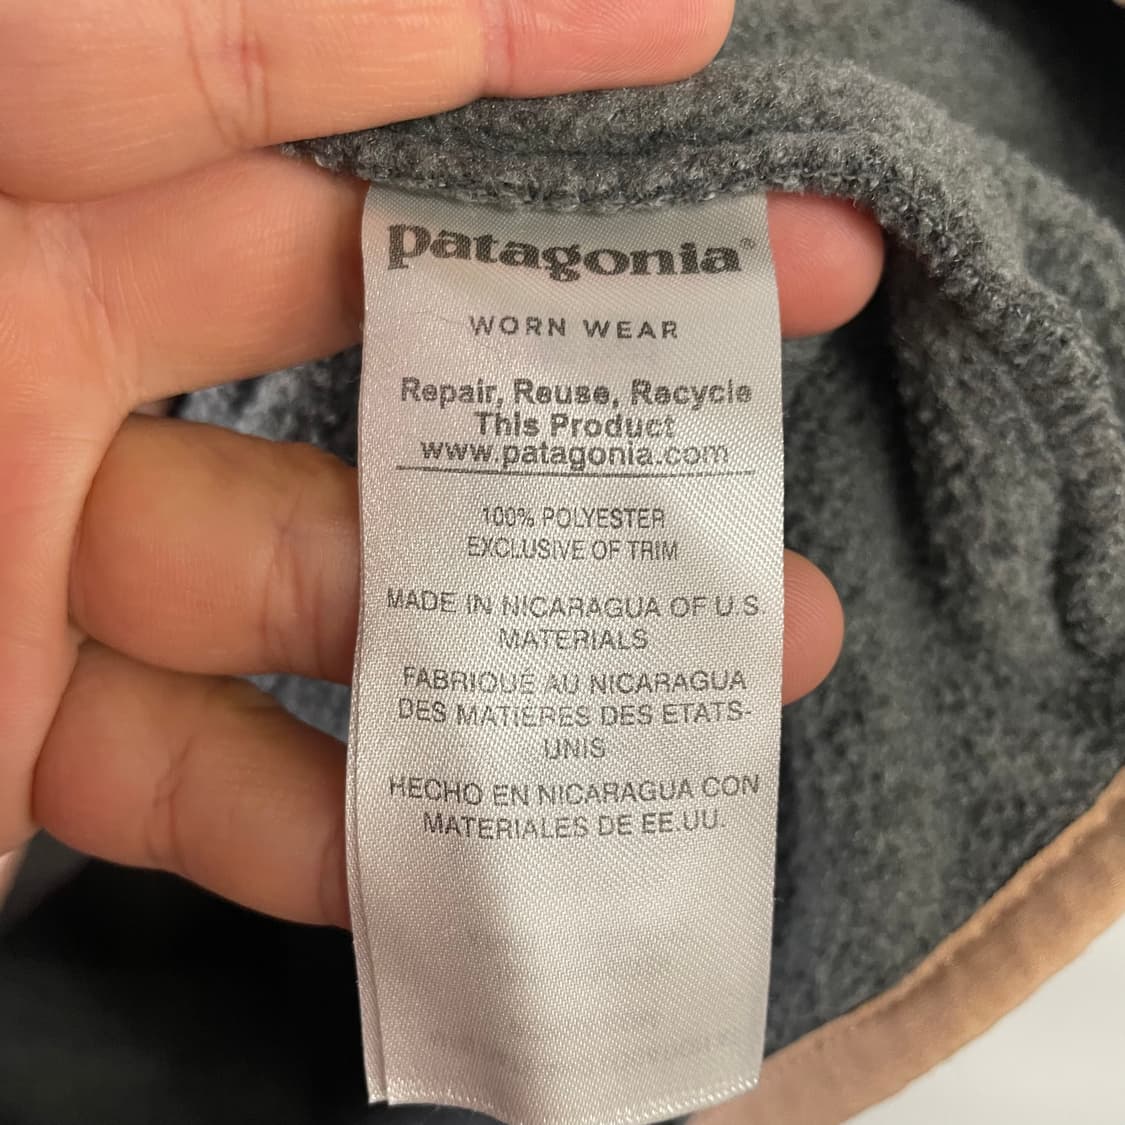 patagonia®
WORN WEAR
Repair, Reuse, Recycle
This Product
www.patagonia.com
100% POLYESTER
EXCLUSIVE OF TRIM
MADE IN NICARAGUA OF U.S
MATERIALS
FABRIQUÉ AU NICARAGUA
DES MATIÈRES DES ETATS-
UNIS
HECHO EN NICARAGUA CON
MATERIALES DE EE.UU.